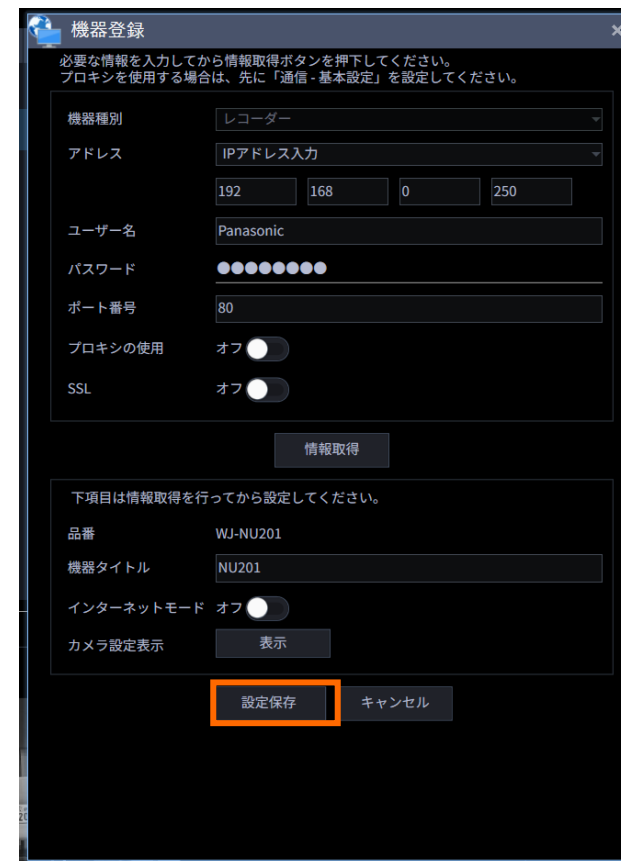 機器登録
必要な情報を入力してから情報取得ボタンを押下してください。
プロキシを使用する場合は、先に「通信 - 基本設定」を設定してください。
機器種別 レコーダー
アドレス IPアドレス入力
192 168 0 250
ユーザー名 Panasonic
パスワード ●●●●●●●●
ポート番号 80
プロキシの使用 オフ
SSL オフ
情報取得
下項目は情報取得を行ってから設定してください。
品番 WJ-NU201
機器タイトル NU201
インターネットモード オフ
カメラ設定表示 表示
設定保存 キャンセル